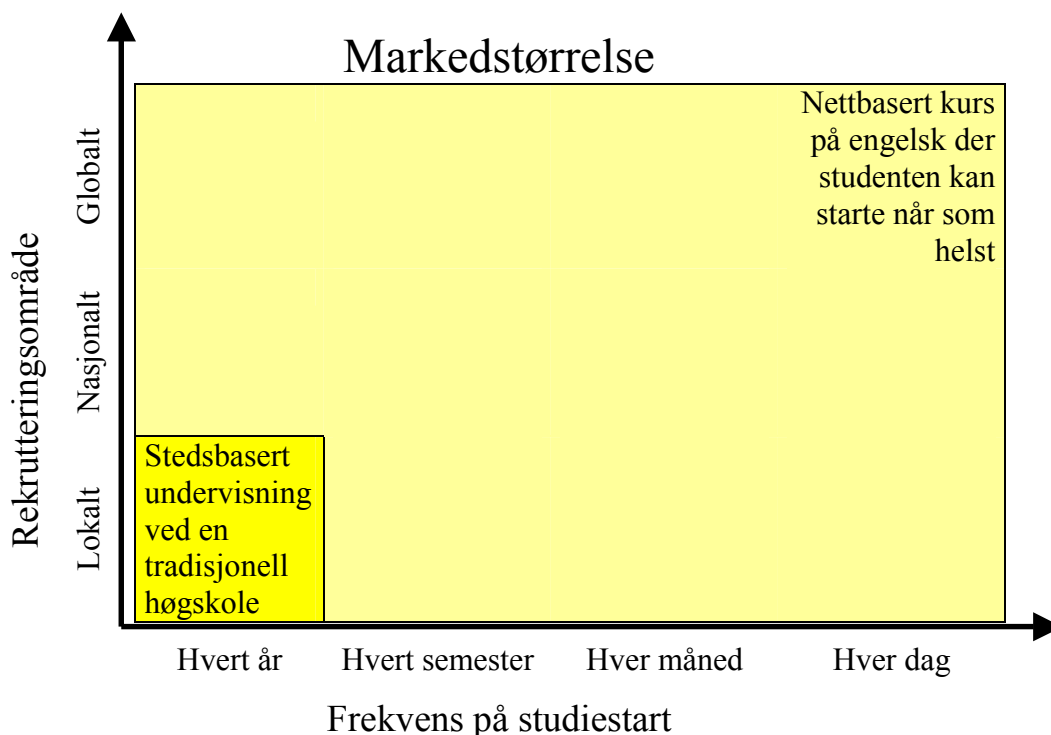 Markedstørrelse
Nettbasert kurs
på engelsk der
studenten kan
starte når som
helst
Globalt
Nasjonalt
Lokalt
Rekrutteringsområde
Stedsbasert
undervisning
ved en
tradisjonell
høgskole
Hvert år
Hvert semester
Hver måned
Hver dag
Frekvens på studiestart